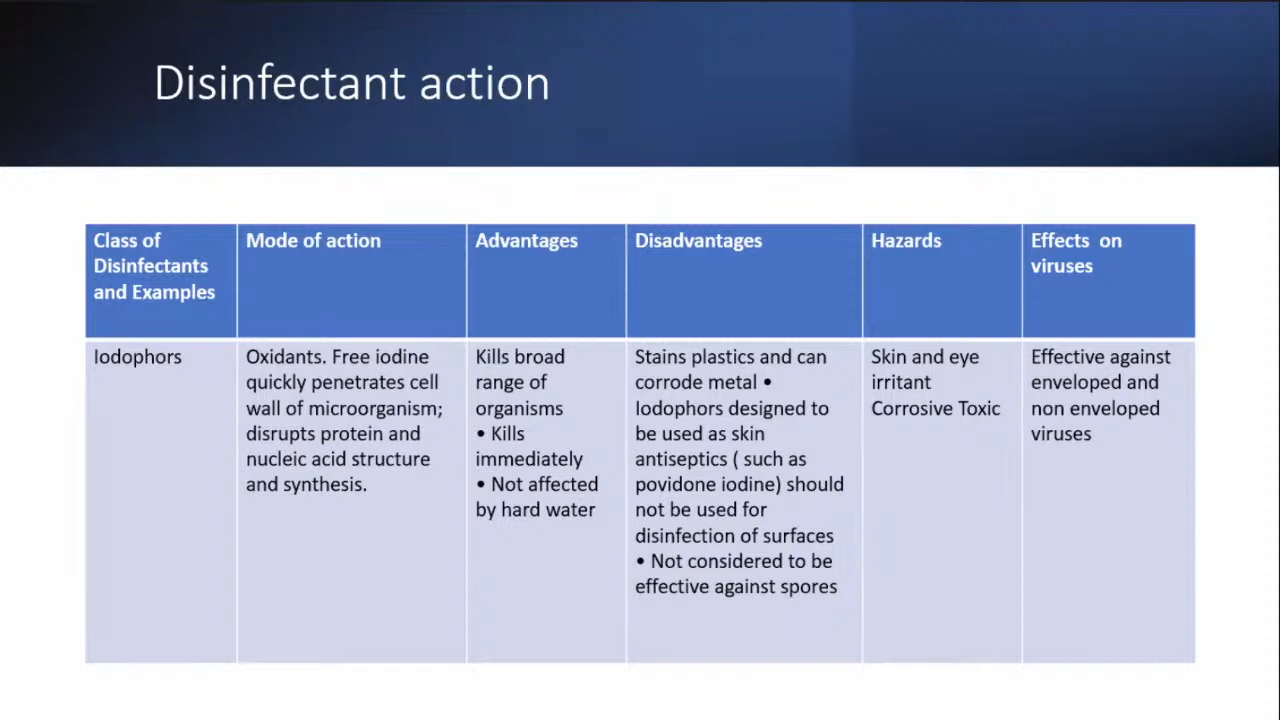 Disinfectant action
Class of
Disinfectants
and Examples
Mode of action
Advantages
Disadvantages
Hazards
Effects on
viruses
Iodophors
Oxidants. Free iodine
quickly penetrates cell
wall of microorganism;
disrupts protein and
nucleic acid structure
and synthesis.
Kills broad
range of
organisms
• Kills
immediately
• Not affected
by hard water
Stains plastics and can
corrode metal •
Iodophors designed to
be used as skin
antiseptics ( such as
povidone iodine) should
not be used for
disinfection of surfaces
• Not considered to be
effective against spores
Skin and eye
irritant
Corrosive Toxic
Effective against
enveloped and
non enveloped
viruses